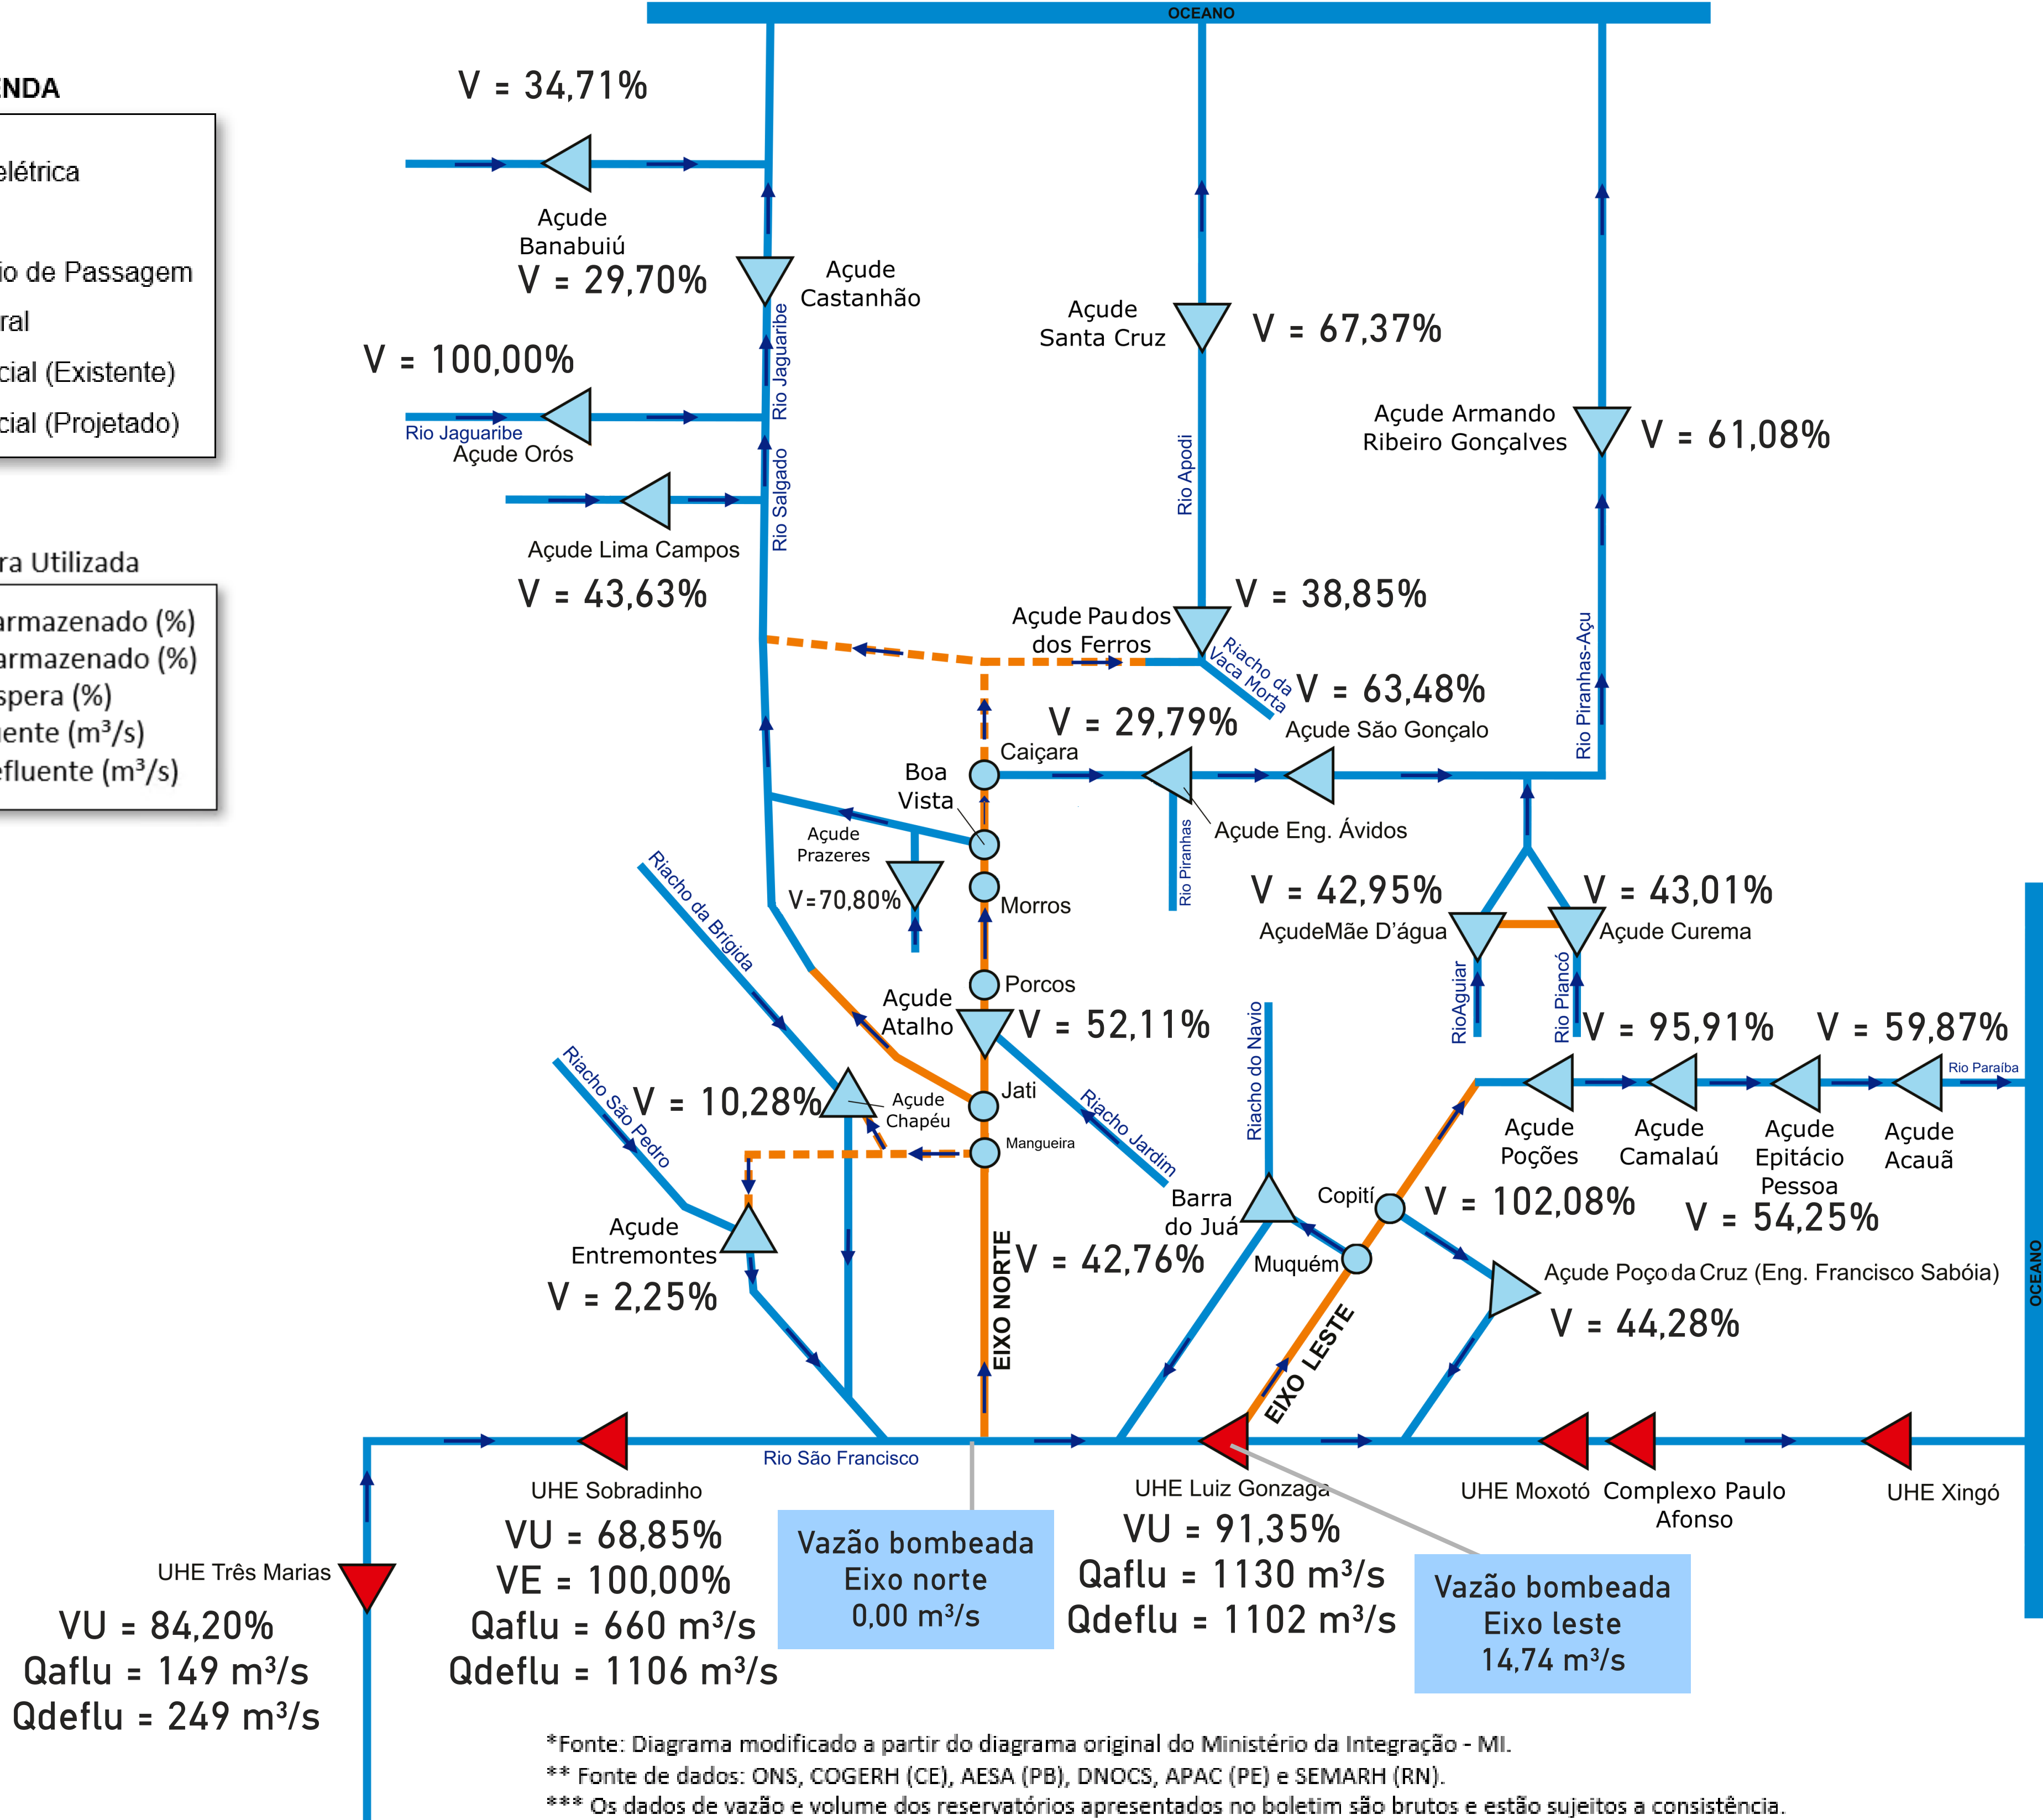 OCEANO
V = 34,71%
ENDA
elétrica
io de Passagem
ral
cial (Existente)
cial (Projetado)
Açude
Banabuiú
V = 29,70%
Açude
Castanhão
Rio Jaguaribe
V = 100,00%
Rio Jaguaribe
Açude Orós
Rio Salgado
Açude Lima Campos
V = 43,63%
ra Utilizada
armazenado (%)
armazenado (%)
spera (%)
uente (m³/s)
efluente (m³/s)
Açude
Santa Cruz
V = 67,37%
Rio Apodi
Açude Armando
Ribeiro Gonçalves
V = 61,08%
Rio Piranhas-Açu
V = 38,85%
Açude Pau dos
dos Ferros
Riacho da
Vaca Morta
V = 63,48%
Açude São Gonçalo
V = 29,79%
Caiçara
Boa
Vista
Açude Eng. Ávidos
Rio Piranhas
Açude
Prazeres
V=70,80%
Morros
Riacho da Brígida
V = 42,95%
AçudeMãe D'água
V = 43,01%
Açude Curema
RioAguiar
Rio Piancó
Porcos
Açude
Atalho
V = 52,11%
Riacho São Pedro
V = 10,28%
Açude
Chapéu
Jati
Mangueira
Riacho Jardim
Riacho do Navio
V = 95,91%
V = 59,87%
Rio Paraíba
Açude
Poções
Açude
Camalaú
Açude
Epitácio
Pessoa
Açude
Acauã
V = 102,08%
V = 54,25%
Barra
do Juá
Copití
Muquém
V = 42,76%
Açude
Entremontes
V = 2,25%
EIXO NORTE
EIXO LESTE
Açude Poço da Cruz (Eng. Francisco Sabóia)
V = 44,28%
OCEANO
Rio São Francisco
UHE Sobradinho
VU = 68,85%
VE = 100,00%
Qaflu = 660 m³/s
Qdeflu = 1106 m³/s
Vazão bombeada
Eixo norte
0,00 m³/s
UHE Luiz Gonzaga
VU = 91,35%
Qaflu = 1130 m³/s
Qdeflu = 1102 m³/s
Vazão bombeada
Eixo leste
14,74 m³/s
UHE Moxotó
Complexo Paulo
Afonso
UHE Xingó
UHE Três Marias
VU = 84,20%
Qaflu = 149 m³/s
Qdeflu = 249 m³/s
*Fonte: Diagrama modificado a partir do diagrama original do Ministério da Integração - MI.
** Fonte de dados: ONS, COGERH (CE), AESA (PB), DNOCS, APAC (PE) e SEMARH (RN).
*** Os dados de vazão e volume dos reservatórios apresentados no boletim são brutos e estão sujeitos a consistência.